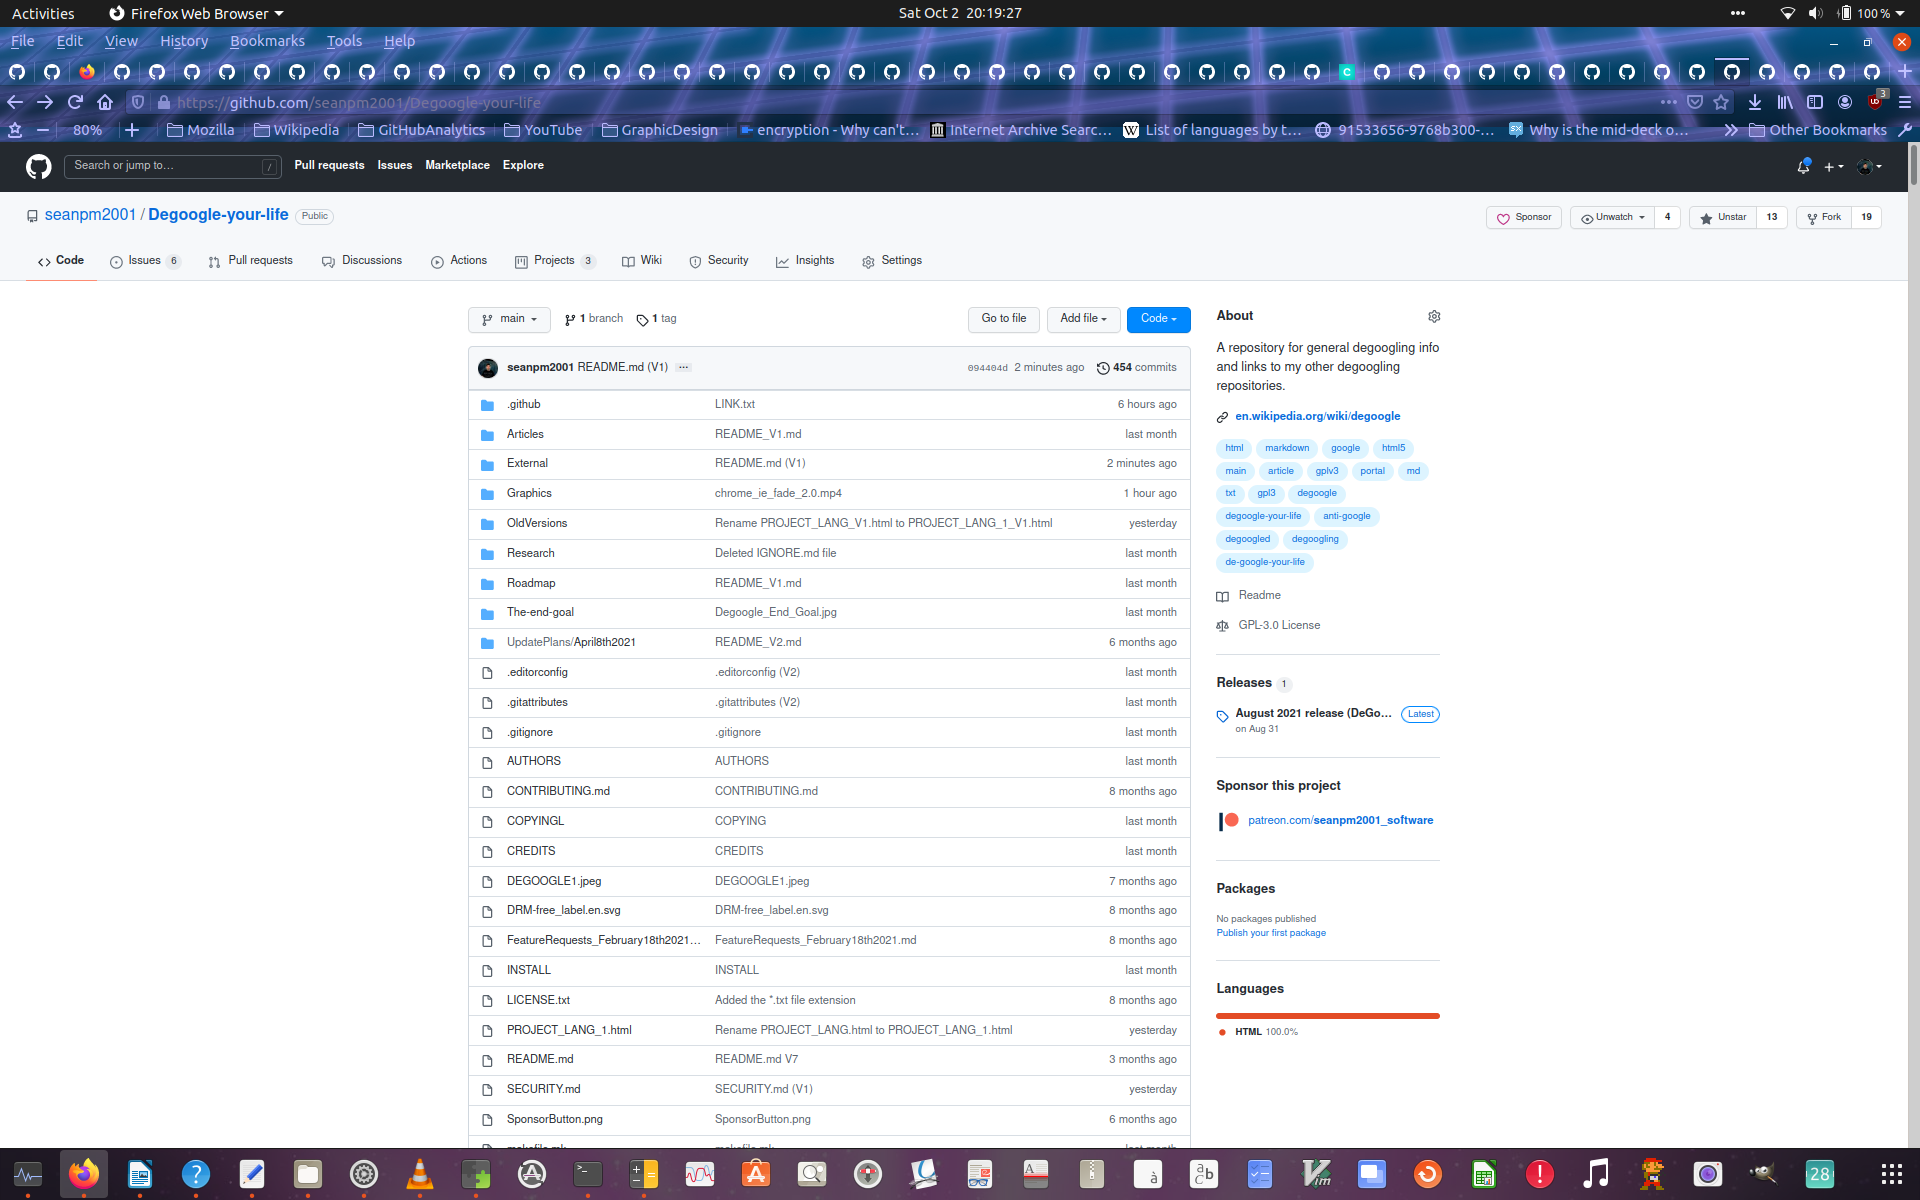 Activities Firefox Web Browser Sat Oct 2 20:19:27 100 %
File Edit View History Bookmarks Tools Help
https://github.com/seanpm2001/Degoogle-your-life 3
80% Mozilla Wikipedia GitHubAnalytics YouTube GraphicDesign encryption - Why can't… Internet Archive Searc… List of languages by t… 91533656-9768b300-… Why is the mid-deck o… Other Bookmarks
Search or jump to… / Pull requests Issues Marketplace Explore
seanpm2001 / Degoogle-your-life Public Sponsor Unwatch 4 Unstar 13 Fork 19
Code Issues 6 Pull requests Discussions Actions Projects 3 Wiki Security Insights Settings
main 1 branch 1 tag Go to file Add file Code
seanpm2001 README.md (V1) … 094404d 2 minutes ago 454 commits
.github LINK.txt 6 hours ago
Articles README_V1.md last month
External README.md (V1) 2 minutes ago
Graphics chrome_ie_fade_2.0.mp4 1 hour ago
OldVersions Rename PROJECT_LANG_V1.html to PROJECT_LANG_1_V1.html yesterday
Research Deleted IGNORE.md file last month
Roadmap README_V1.md last month
The-end-goal Degoogle_End_Goal.jpg last month
UpdatePlans/April8th2021 README_V2.md 6 months ago
.editorconfig .editorconfig (V2) last month
.gitattributes .gitattributes (V2) last month
.gitignore .gitignore last month
AUTHORS AUTHORS last month
CONTRIBUTING.md CONTRIBUTING.md 8 months ago
COPYINGL COPYING last month
CREDITS CREDITS last month
DEGOOGLE1.jpeg DEGOOGLE1.jpeg 7 months ago
DRM-free_label.en.svg DRM-free_label.en.svg 8 months ago
FeatureRequests_February18th2021… FeatureRequests_February18th2021.md 8 months ago
INSTALL INSTALL last month
LICENSE.txt Added the *.txt file extension 8 months ago
PROJECT_LANG_1.html Rename PROJECT_LANG.html to PROJECT_LANG_1.html yesterday
README.md README.md V7 3 months ago
SECURITY.md SECURITY.md (V1) yesterday
SponsorButton.png SponsorButton.png 6 months ago
About
A repository for general degoogling info
and links to my other degoogling
repositories.
en.wikipedia.org/wiki/degoogle
html markdown google html5
main article gplv3 portal md
txt gpl3 degoogle
degoogle-your-life anti-google
degoogled degoogling
de-google-your-life
Readme
GPL-3.0 License
Releases 1
August 2021 release (DeGo… Latest
on Aug 31
Sponsor this project
patreon.com/seanpm2001_software
Packages
No packages published
Publish your first package
Languages
HTML 100.0%
28